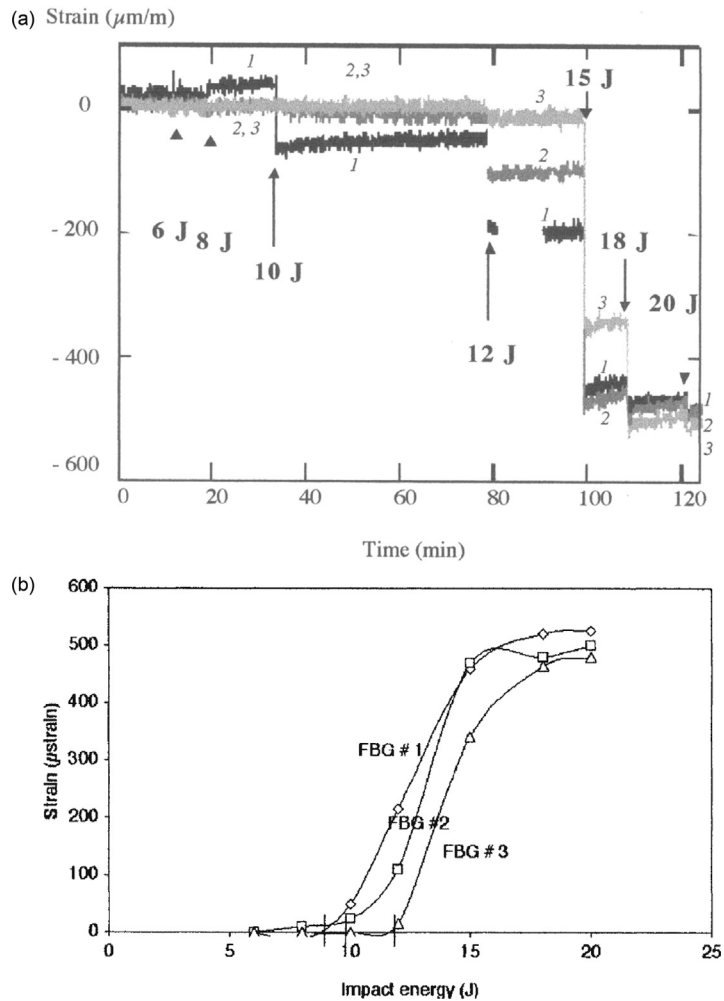 (a) Strain (µm/m)
1
2,3
15 J
0
3
2,3
1
2
6 J
8 J
1
- 200
10 J
18 J
12 J
3
20 J
- 400
1
1
2
2
3
- 600
0 20 40 60 80 100 120
Time (min)
(b)
600
500
400
300
200
100
0
Strain (µstrain)
FBG # 1
FBG #2
FBG # 3
0 5 10 15 20 25
Impact energy (J)